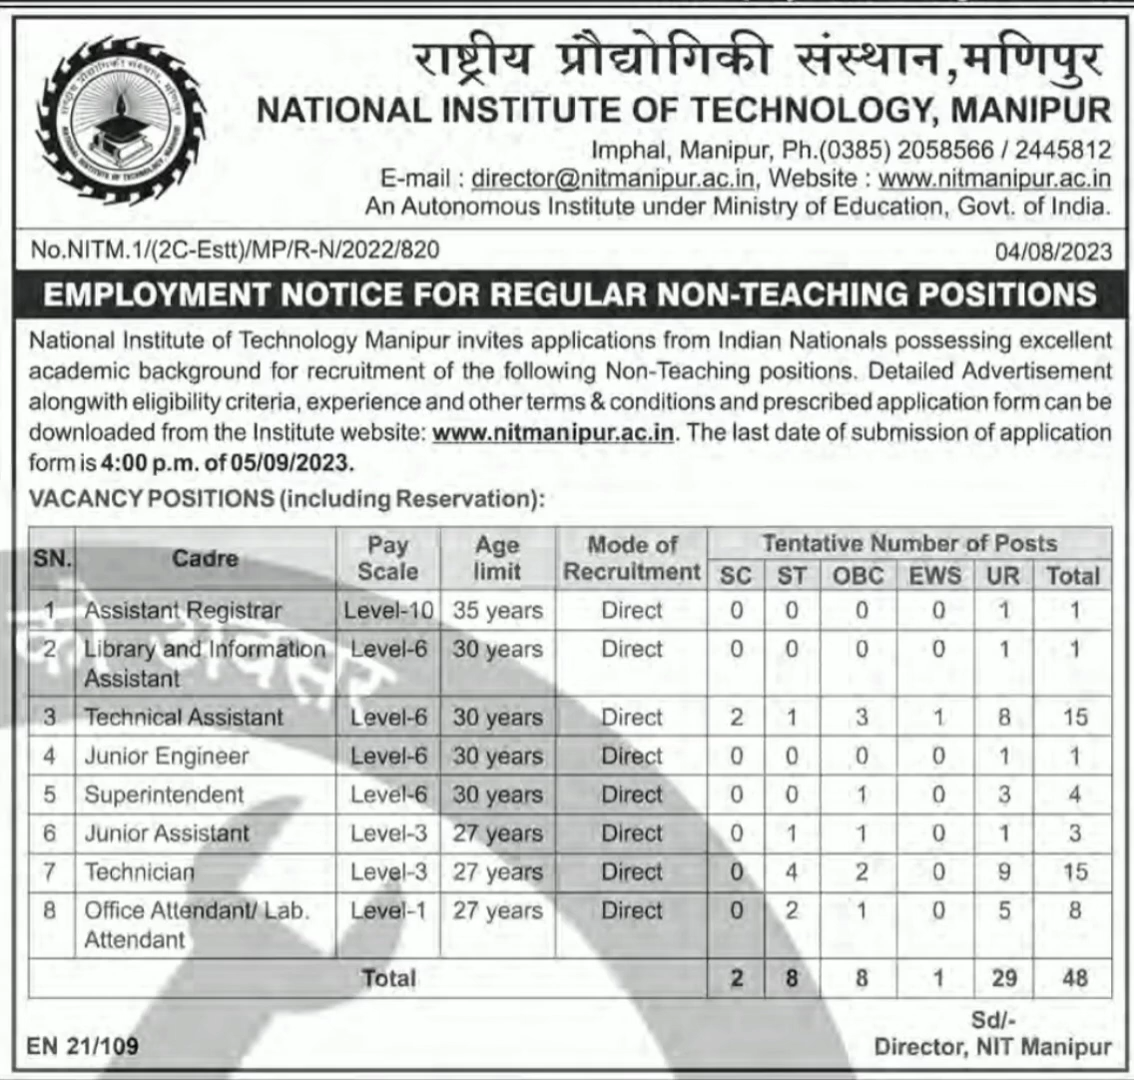 राष्ट्रीय प्रौद्योगिकी संस्थान,मणिपुर
NATIONAL INSTITUTE OF TECHNOLOGY, MANIPUR
Imphal, Manipur, Ph.(0385) 2058566 / 2445812
E-mail : director@nitmanipur.ac.in, Website : www.nitmanipur.ac.in
An Autonomous Institute under Ministry of Education, Govt. of India.
No.NITM.1/(2C-Estt)/MP/R-N/2022/820 04/08/2023
EMPLOYMENT NOTICE FOR REGULAR NON-TEACHING POSITIONS
National Institute of Technology Manipur invites applications from Indian Nationals possessing excellent
academic background for recruitment of the following Non-Teaching positions. Detailed Advertisement
alongwith eligibility criteria, experience and other terms & conditions and prescribed application form can be
downloaded from the Institute website: www.nitmanipur.ac.in. The last date of submission of application
form is 4:00 p.m. of 05/09/2023.
VACANCY POSITIONS (including Reservation):
SN. Cadre Pay Scale Age limit Mode of Recruitment Tentative Number of Posts
SC ST OBC EWS UR Total
1 Assistant Registrar Level-10 35 years Direct 0 0 0 0 1 1
2 Library and Information Level-6 30 years Direct 0 0 0 0 1 1
Assistant
3 Technical Assistant Level-6 30 years Direct 2 1 3 1 8 15
4 Junior Engineer Level-6 30 years Direct 0 0 0 0 1 1
5 Superintendent Level-6 30 years Direct 0 0 1 0 3 4
6 Junior Assistant Level-3 27 years Direct 0 1 1 0 1 3
7 Technician Level-3 27 years Direct 0 4 2 0 9 15
8 Office Attendant/ Lab. Level-1 27 years Direct 0 2 1 0 5 8
Attendant
Total 2 8 8 1 29 48
Sd/-
EN 21/109 Director, NIT Manipur